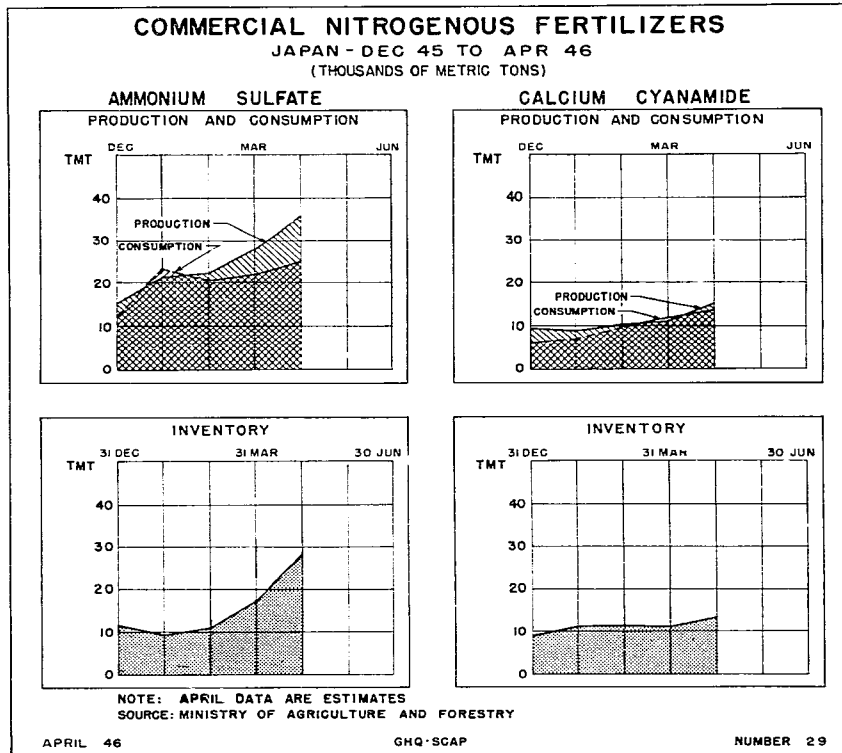 COMMERCIAL NITROGENOUS FERTILIZERS
JAPAN - DEC 45 TO APR 46
(THOUSANDS OF METRIC TONS)
AMMONIUM SULFATE
PRODUCTION AND CONSUMPTION
DEC MAR JUN
TMT
40
30
20
10
0
PRODUCTION
CONSUMPTION
CALCIUM CYANAMIDE
PRODUCTION AND CONSUMPTION
DEC MAR JUN
TMT
40
30
20
10
0
PRODUCTION
CONSUMPTION
INVENTORY
31 DEC 31 MAR 30 JUN
TMT
40
30
20
10
0
INVENTORY
31 DEC 31 MAR 30 JUN
TMT
40
30
20
10
0
NOTE: APRIL DATA ARE ESTIMATES
SOURCE: MINISTRY OF AGRICULTURE AND FORESTRY
APRIL 46 GHQ-SCAP NUMBER 29